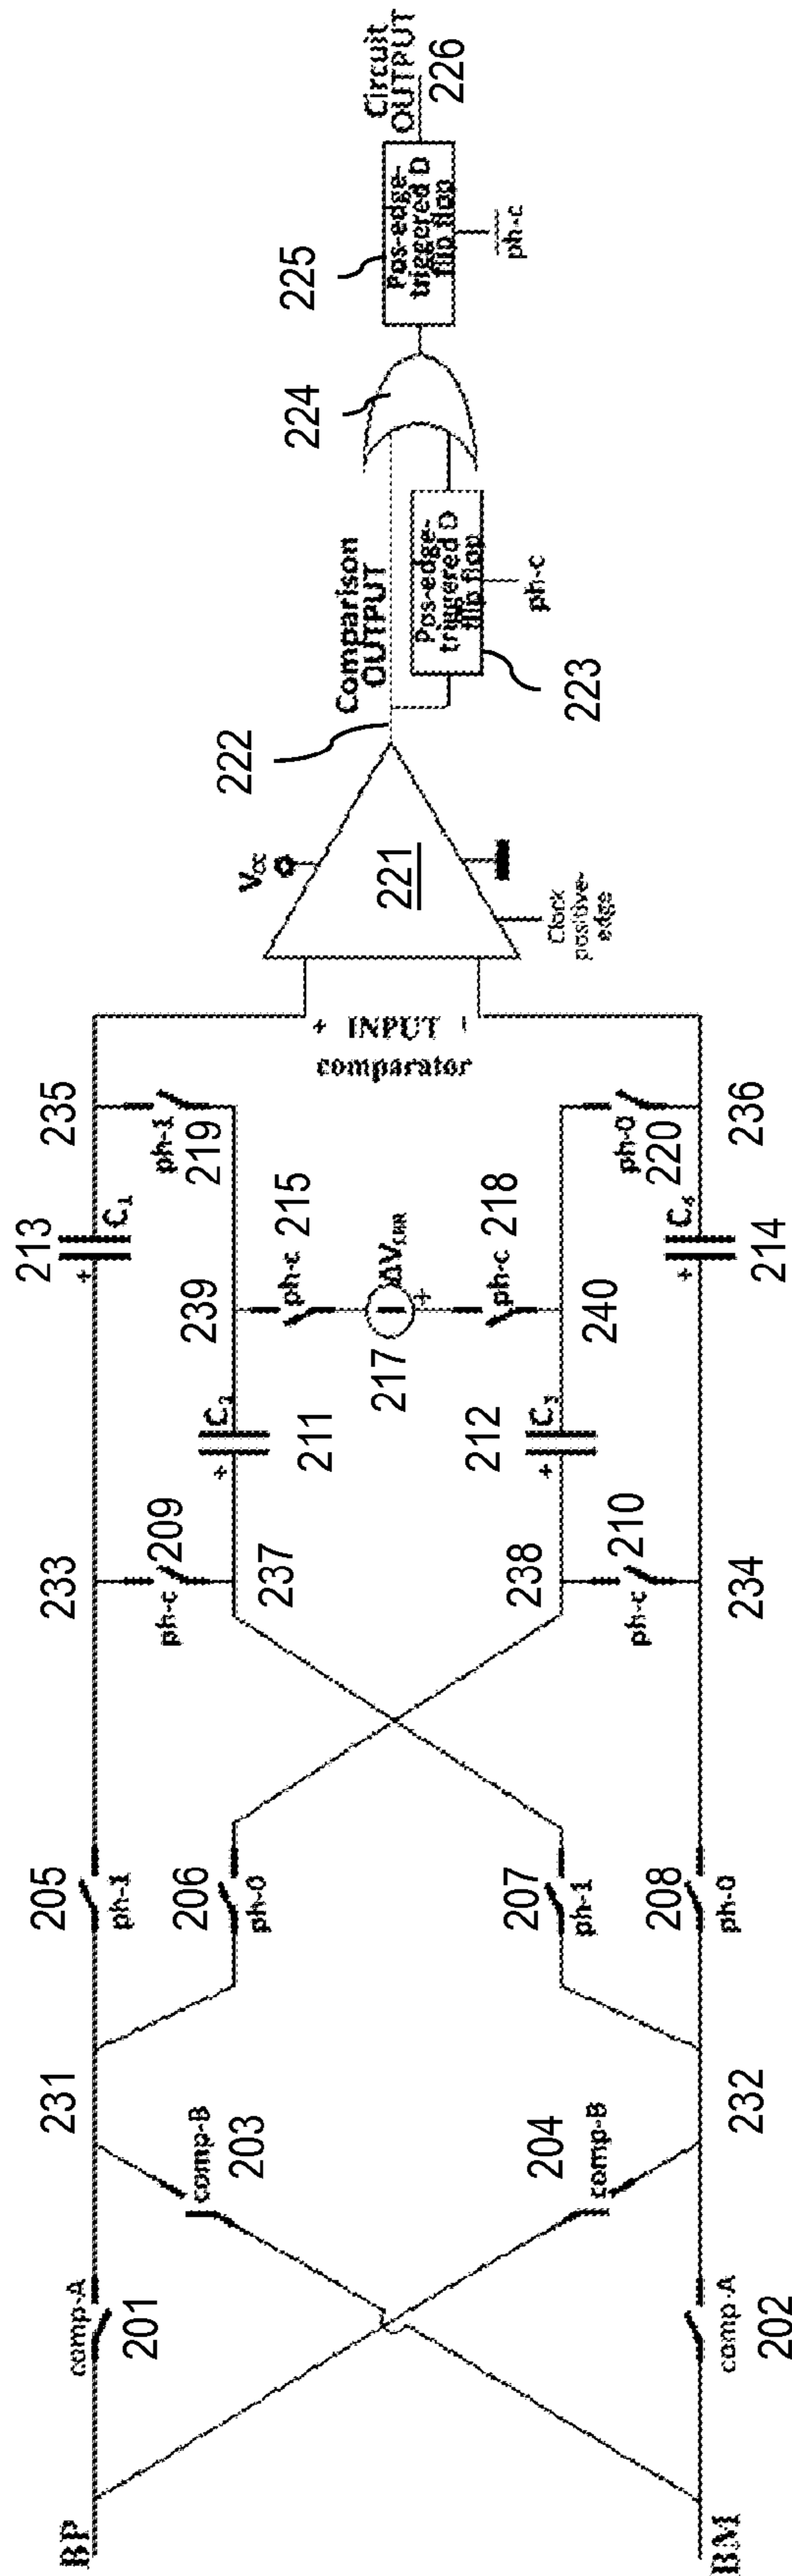 BP
BM
comp-A
201
comp-A
202
231
232
comp-B
203
204
comp-B
205
ph-1
206
ph-0
207
ph-1
208
ph-0
233
ph-c
209
237
238
ph-c
210
234
213
+
C₁
+
C₂
211
212
+
C₃
+
214
239
ph-c
215
217
+
ph-c
218
240
235
ph-1
219
ph-0
220
236
+ INPUT
comparator
Vcc
221
Clock
positive-
edge
222
Comparison
OUTPUT
Pos-edge-
triggered D
flip flop
ph-c
223
224
225
Pos-edge-
triggered D
flip flop
ph-c
Circuit
OUTPUT
226